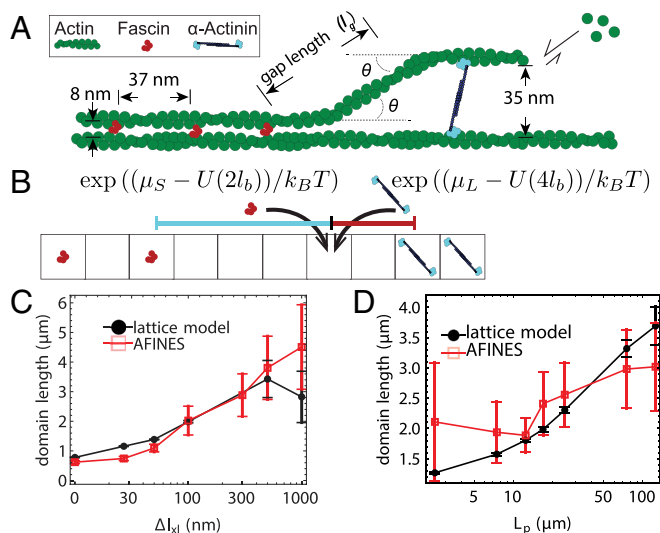 A
Actin
Fascin
α-Actinin
gap length (l_g)
37 nm
8 nm
θ
θ
35 nm
B
exp ((μ_S − U(2l_b))/k_BT)
exp ((μ_L − U(4l_b))/k_BT)
C
domain length (μm)
6
5
4
3
2
1
0
lattice model
AFINES
0
30
100
300
1000
Δl_xl (nm)
D
domain length (μm)
4.0
3.5
3.0
2.5
2.0
1.5
lattice model
AFINES
5
10
50
100
L_p (μm)